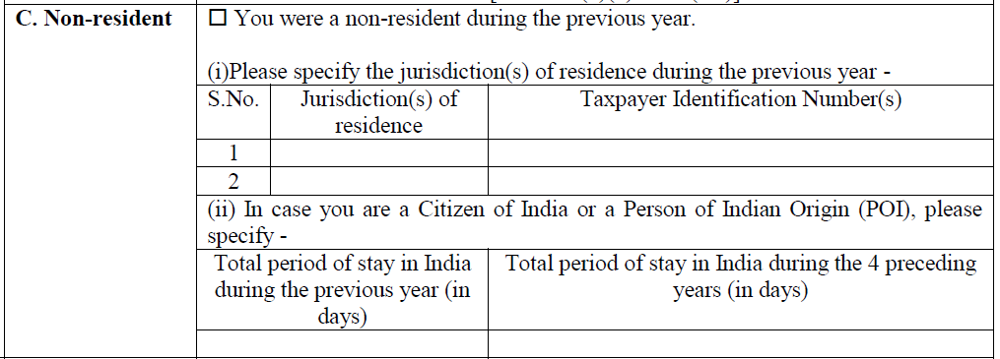 C. Non-resident
☐ You were a non-resident during the previous year.
(i)Please specify the jurisdiction(s) of residence during the previous year -
S.No. Jurisdiction(s) of residence Taxpayer Identification Number(s)
1
2
(ii) In case you are a Citizen of India or a Person of Indian Origin (POI), please
specify -
Total period of stay in India during the previous year (in days)
Total period of stay in India during the 4 preceding years (in days)